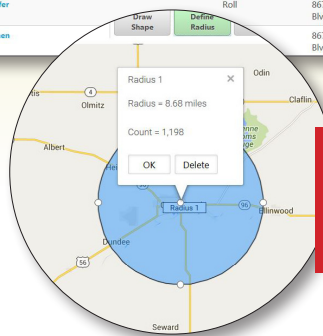 fer
Roll
867
Blv
en
867
Blv
Draw
Shape
Define
Radius
Radius 1
×
Radius = 8.68 miles
Count = 1,198
OK
Delete
Odin
4
Olmitz
Claflin
Albert
Radius 1
96
Ellinwood
Dundee
56
Seward